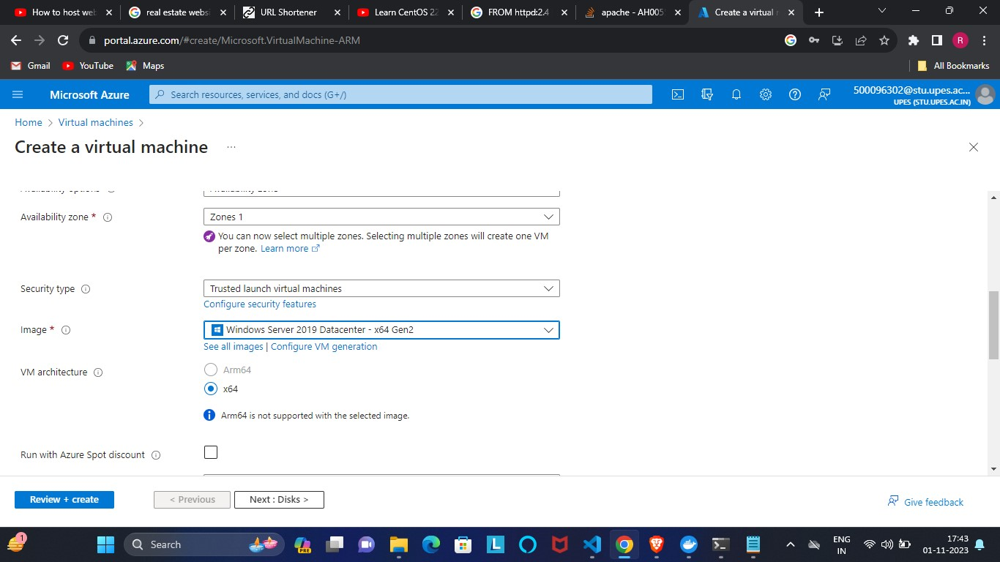 How to host web
real estate websi
URL Shortener
Learn CentOS 22
FROM httpd:2.4
apache - AH005
Create a virtual
portal.azure.com/#create/Microsoft.VirtualMachine-ARM
R
Gmail
YouTube
Maps
All Bookmarks
Microsoft Azure
Search resources, services, and docs (G+/)
500096302@stu.upes.ac...
UPES (STU.UPES.AC.IN)
Home > Virtual machines >
Create a virtual machine ...
Availability options
Availability zone
Availability zone *
Zones 1
You can now select multiple zones. Selecting multiple zones will create one VM
per zone. Learn more
Security type
Trusted launch virtual machines
Configure security features
Image *
Windows Server 2019 Datacenter - x64 Gen2
See all images | Configure VM generation
VM architecture
Arm64
x64
Arm64 is not supported with the selected image.
Run with Azure Spot discount
Review + create
< Previous
Next : Disks >
Give feedback
1
Search
PRE
L
ENG
IN
17:43
01-11-2023